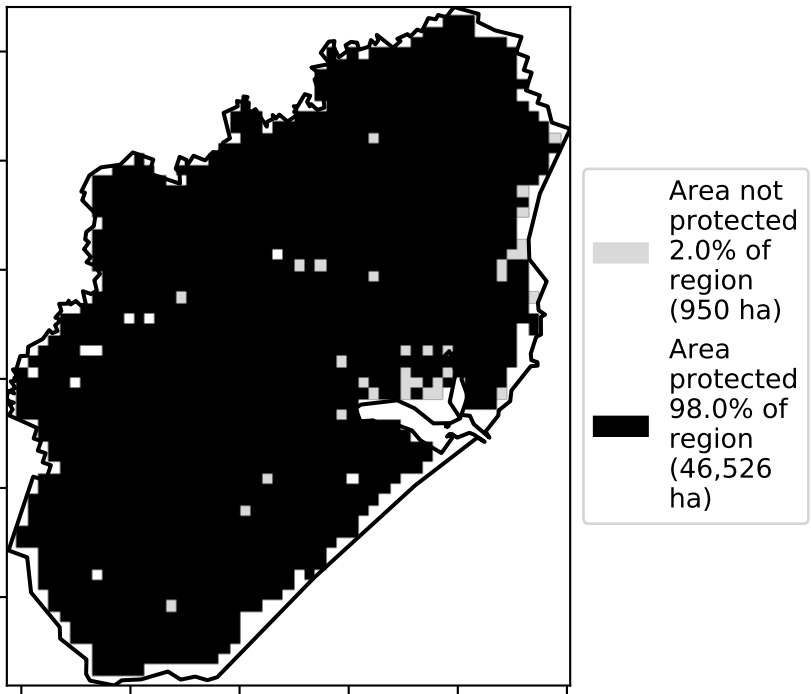 Area not
protected
2.0% of
region
(950 ha)
Area
protected
98.0% of
region
(46,526
ha)